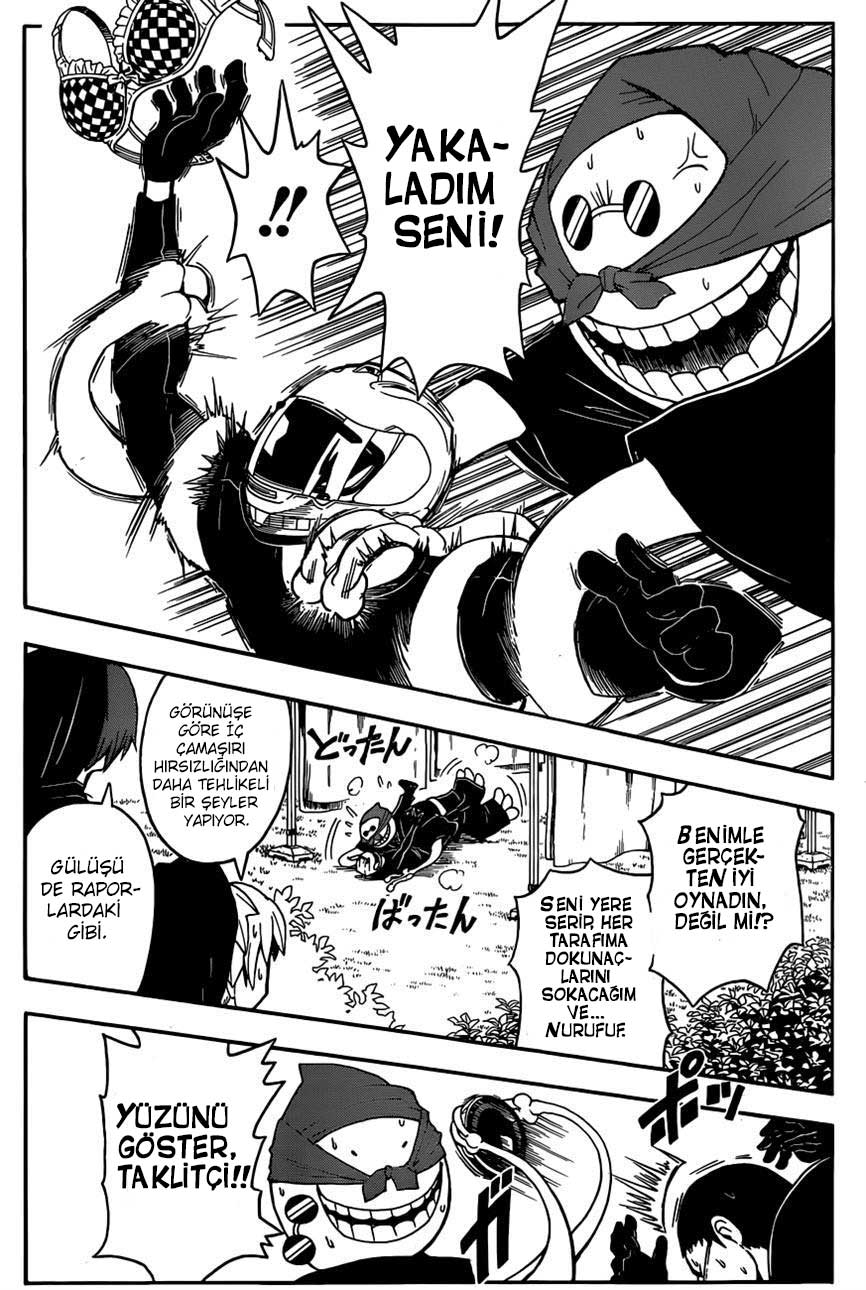 YAKA-
LADIM
SENİ!
!!
BENİMLE
GERÇEK-
TEN İYİ
OYNADIN,
DEĞİL Mİ!?
SENİ YERE
SERİP, HER
TARAFIMA
DOKUNAÇ-
LARINI
SOKACAĞIM
VE...
NURUFUF.
どったん
ばったん
GÖRÜNÜŞE
GÖRE İÇ
ÇAMAŞIRI
HIRSIZLIĞINDAN
DAHA TEHLİKELİ
BİR ŞEYLER
YAPIYOR.
GÜLÜŞÜ
DE RAPOR-
LARDAKİ
GİBİ.
ポッ
ガ
YÜZÜNÜ
GÖSTER,
TAKLİTÇİ!!